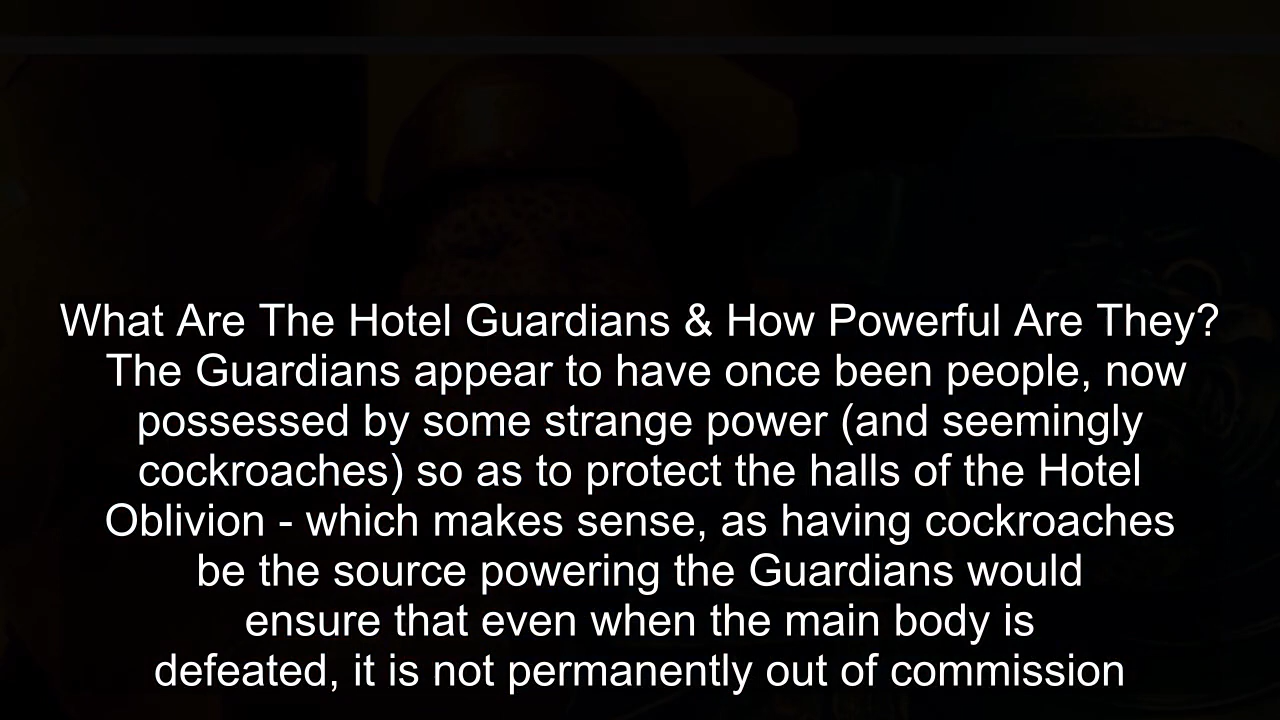 What Are The Hotel Guardians & How Powerful Are They?
The Guardians appear to have once been people, now
possessed by some strange power (and seemingly
cockroaches) so as to protect the halls of the Hotel
Oblivion - which makes sense, as having cockroaches
be the source powering the Guardians would
ensure that even when the main body is
defeated, it is not permanently out of commission